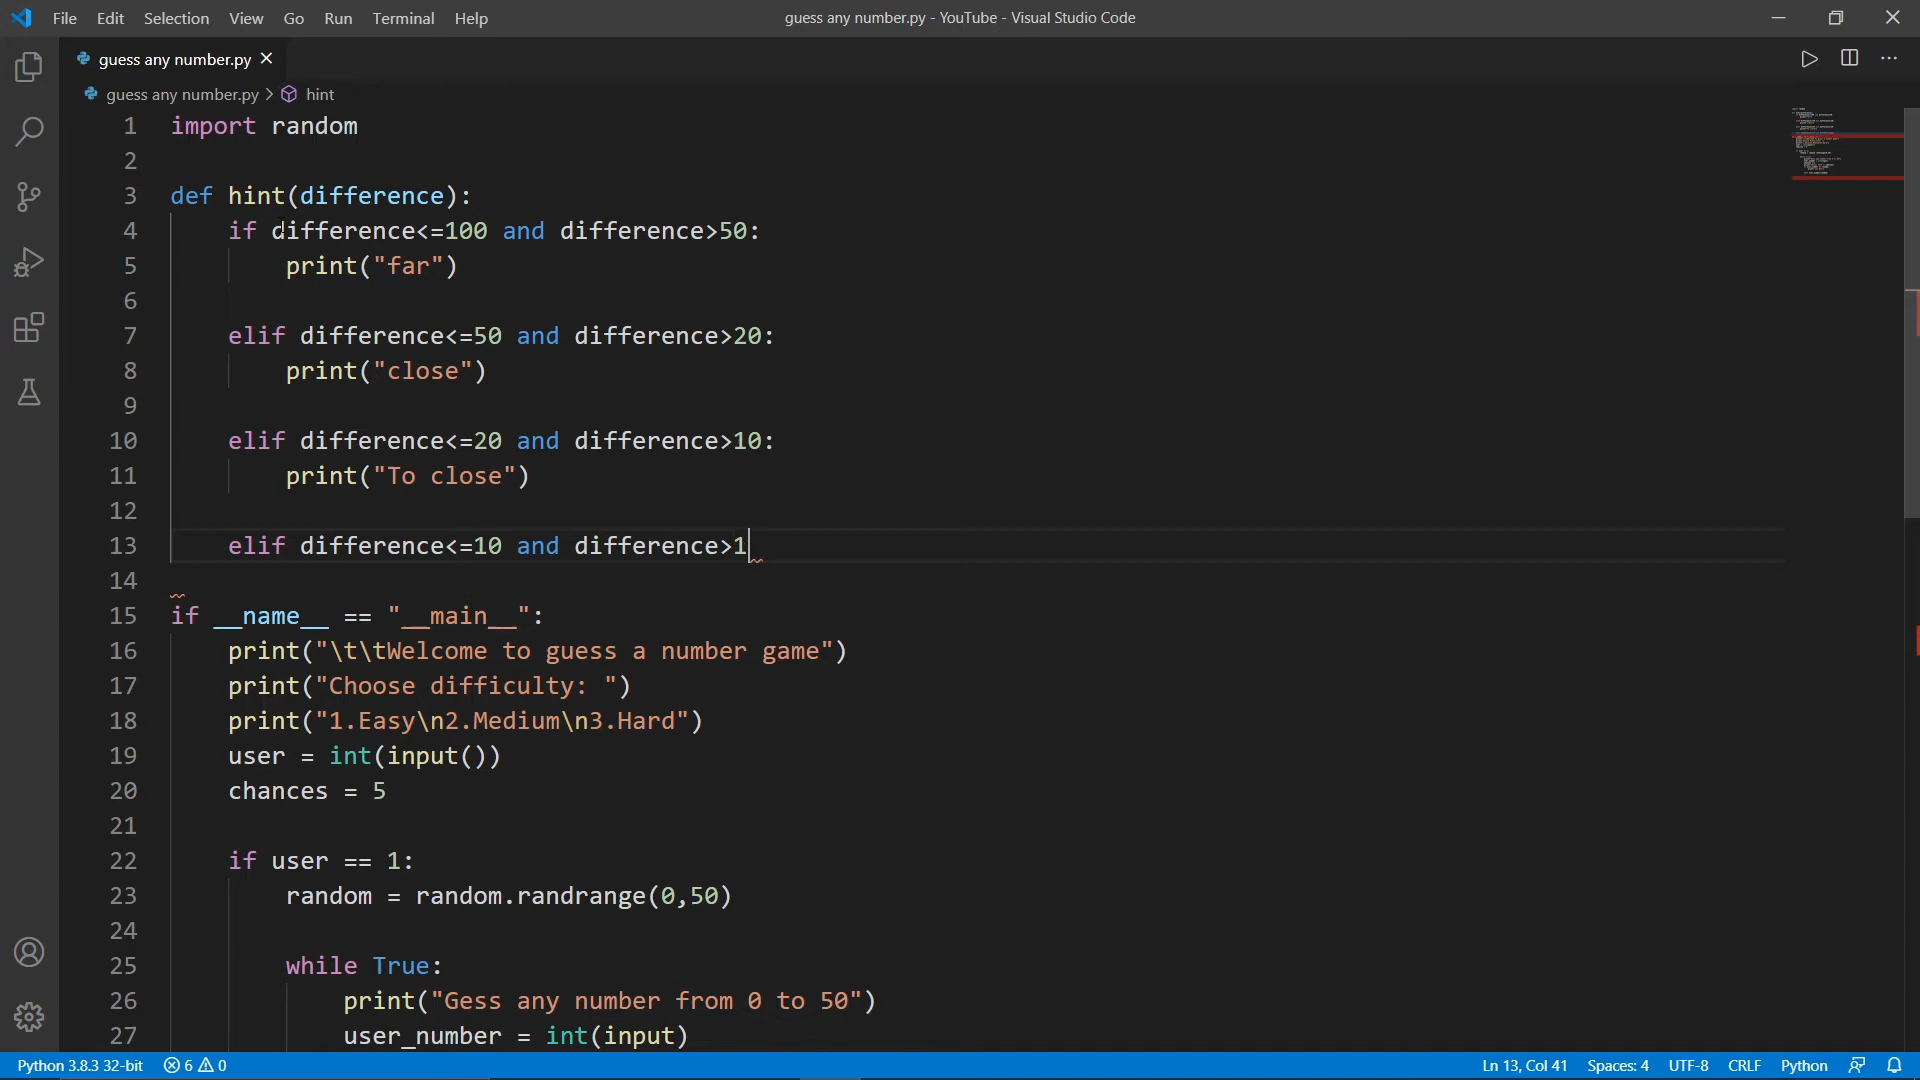 File Edit Selection View Go Run Terminal Help
guess any number.py - YouTube - Visual Studio Code
guess any number.py
guess any number.py > hint
1 import random
2
3 def hint(difference):
4 if difference<=100 and difference>50:
5 print("far")
6
7 elif difference<=50 and difference>20:
8 print("close")
9
10 elif difference<=20 and difference>10:
11 print("To close")
12
13 elif difference<=10 and difference>1
14
15 if __name__ == "__main__":
16 print("\t\tWelcome to guess a number game")
17 print("Choose difficulty: ")
18 print("1.Easy\n2.Medium\n3.Hard")
19 user = int(input())
20 chances = 5
21
22 if user == 1:
23 random = random.randrange(0,50)
24
25 while True:
26 print("Gess any number from 0 to 50")
27 user_number = int(input)
Python 3.8.3 32-bit 6 0 Ln 13, Col 41 Spaces: 4 UTF-8 CRLF Python